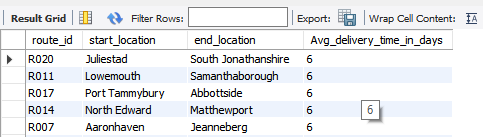 Result Grid Filter Rows: Export: Wrap Cell Content:
route_id start_location end_location Avg_delivery_time_in_days
R020 Juliestad South Jonathanshire 6
R011 Lowemouth Samanthaborough 6
R017 Port Tammybury Abbottside 6
R014 North Edward Matthewport 6 6
R007 Aaronhaven Jeanneberg 6